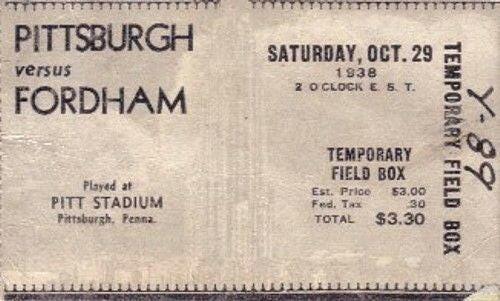 PITTSBURGH
versus
FORDHAM
Played at
PITT STADIUM
Pittsburgh, Penna.
SATURDAY, OCT. 29
1938
2 O'CLOCK E. S. T.
TEMPORARY
FIELD BOX
Est. Price $3.00
Fed. Tax .30
TOTAL $3.30
TEMPORARY FIELD BOX
Y-89